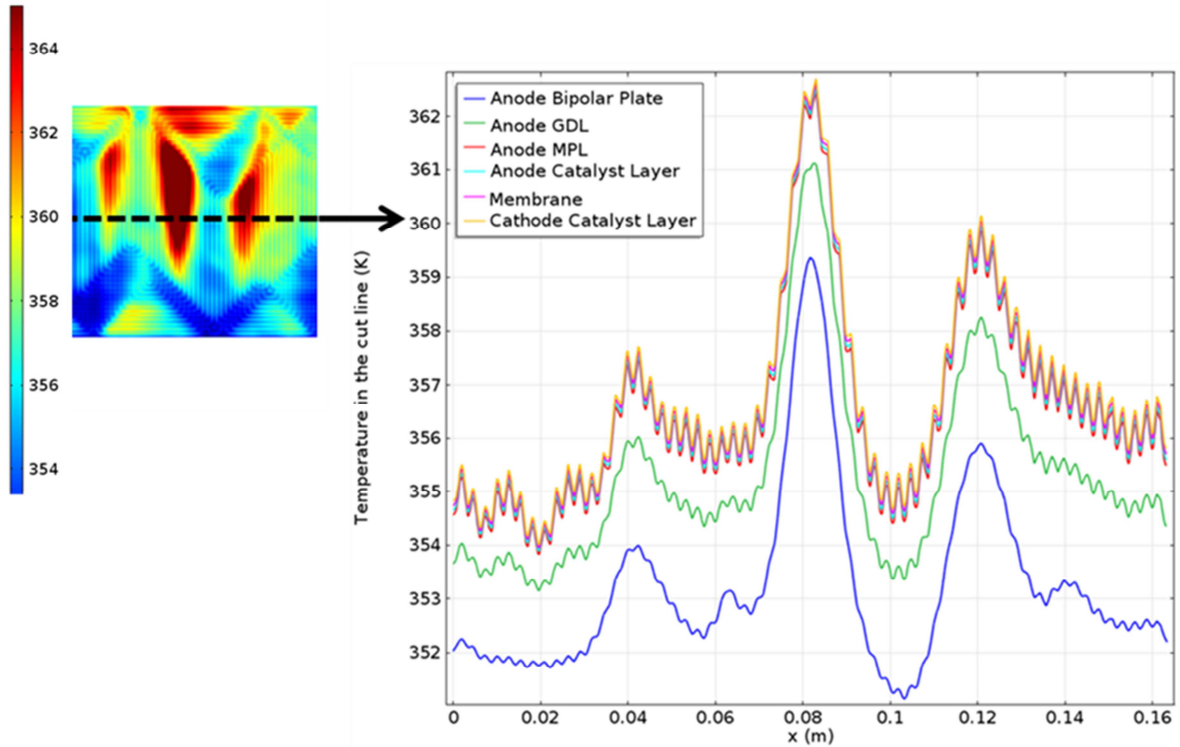 364
362
360
358
356
354
Anode Bipolar Plate
Anode GDL
Anode MPL
Anode Catalyst Layer
Membrane
Cathode Catalyst Layer
Temperature in the cut line (K)
362
361
360
359
358
357
356
355
354
353
352
0 0.02 0.04 0.06 0.08 0.1 0.12 0.14 0.16
x (m)